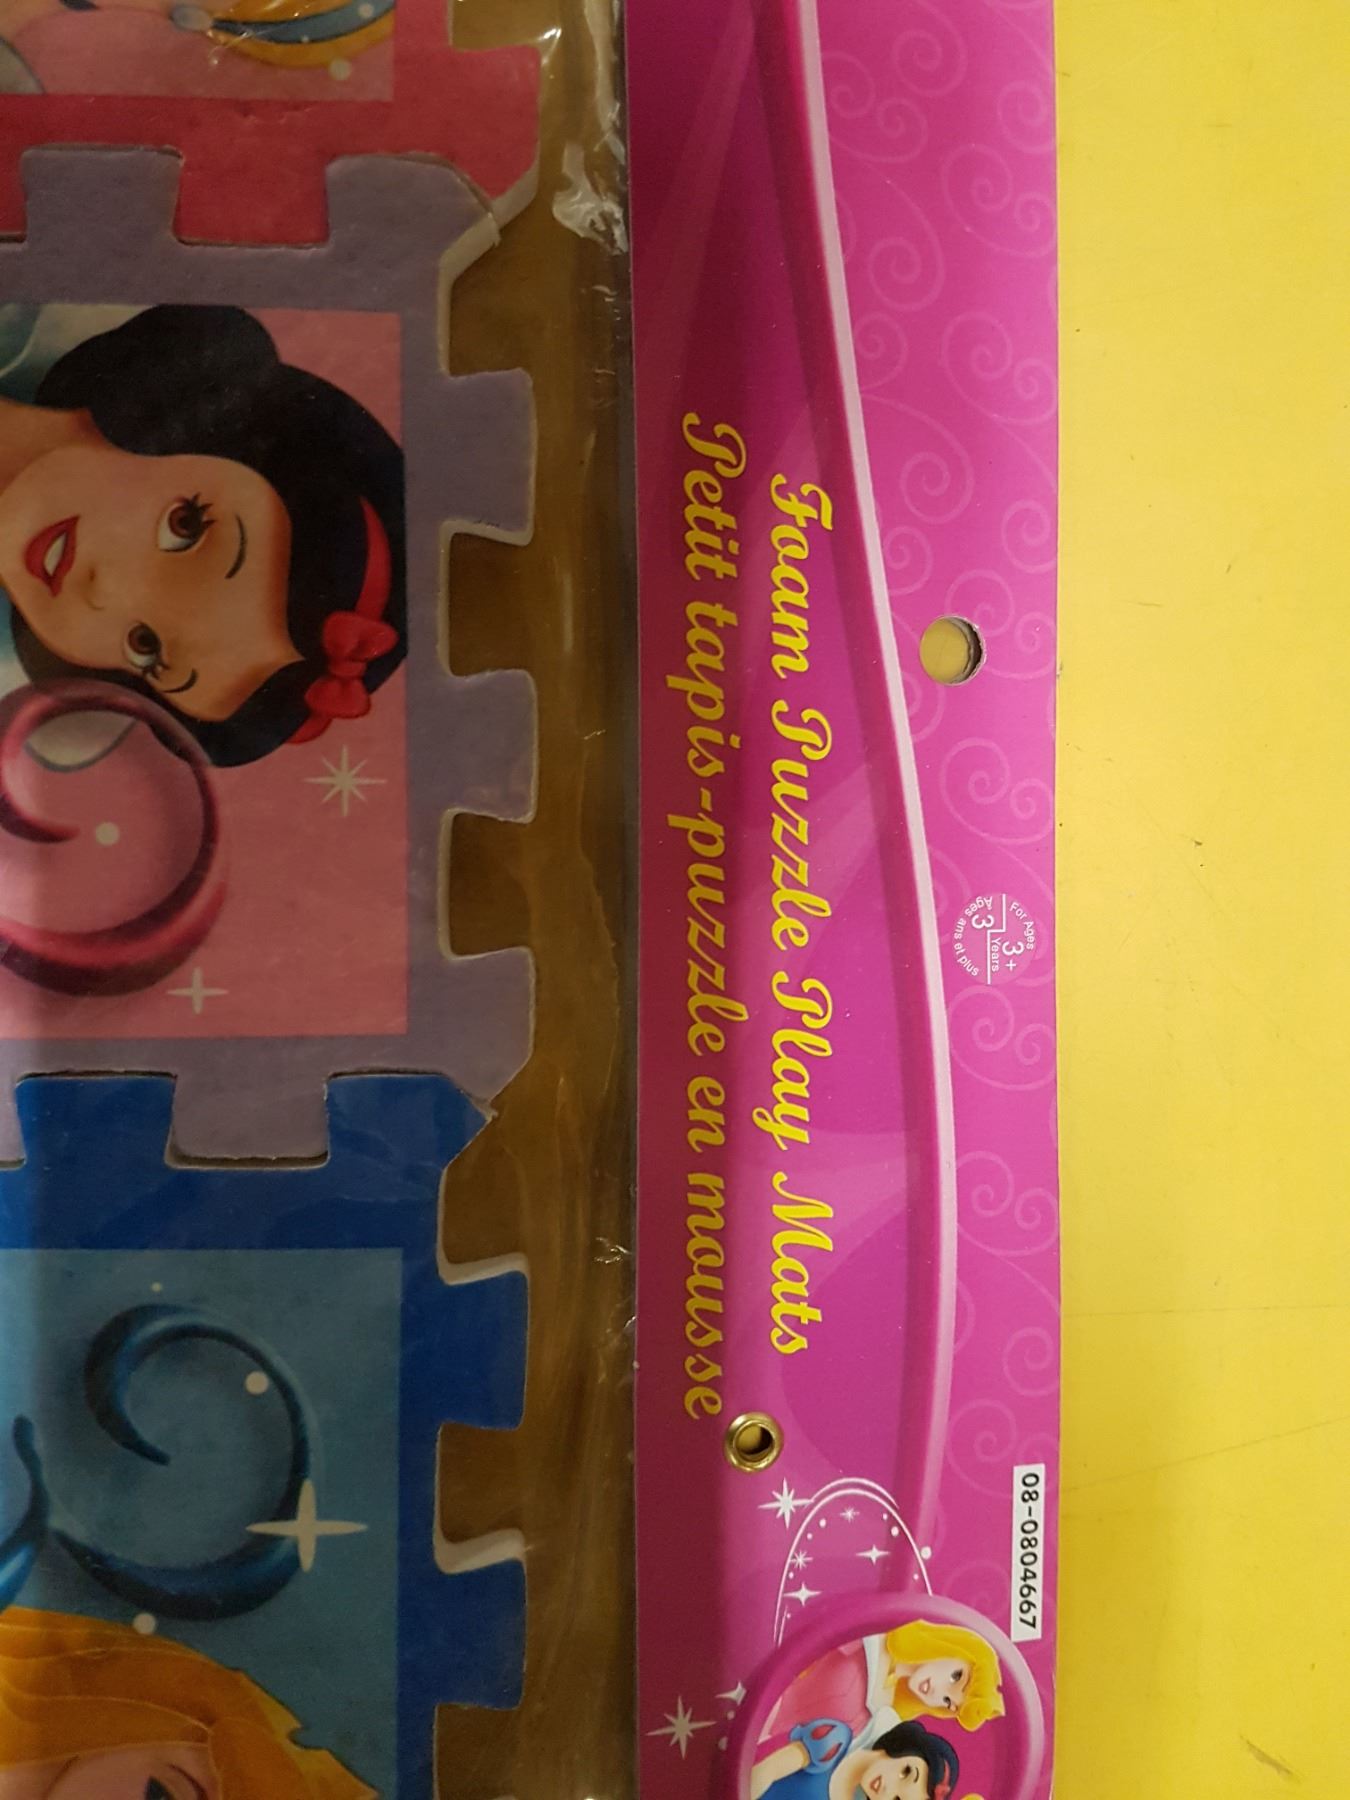 For Ages
3+
Years
Ages
3
ans et plus
Foam Puzzle Play Mats
Petit tapis-puzzle en mousse
08-0804667